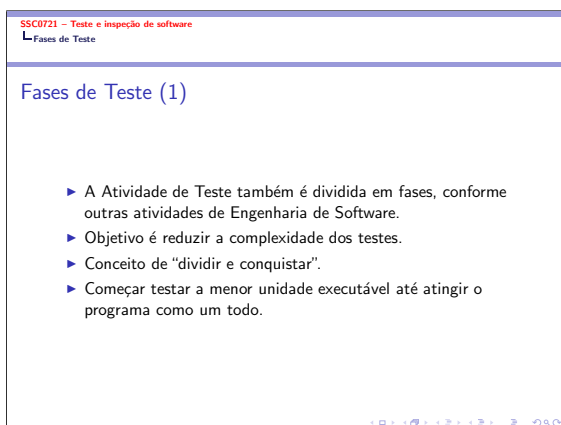 SSC0721 – Teste e inspeção de software
Fases de Teste
Fases de Teste (1)
A Atividade de Teste também é dividida em fases, conforme
outras atividades de Engenharia de Software.
Objetivo é reduzir a complexidade dos testes.
Conceito de “dividir e conquistar”.
Começar testar a menor unidade executável até atingir o
programa como um todo.